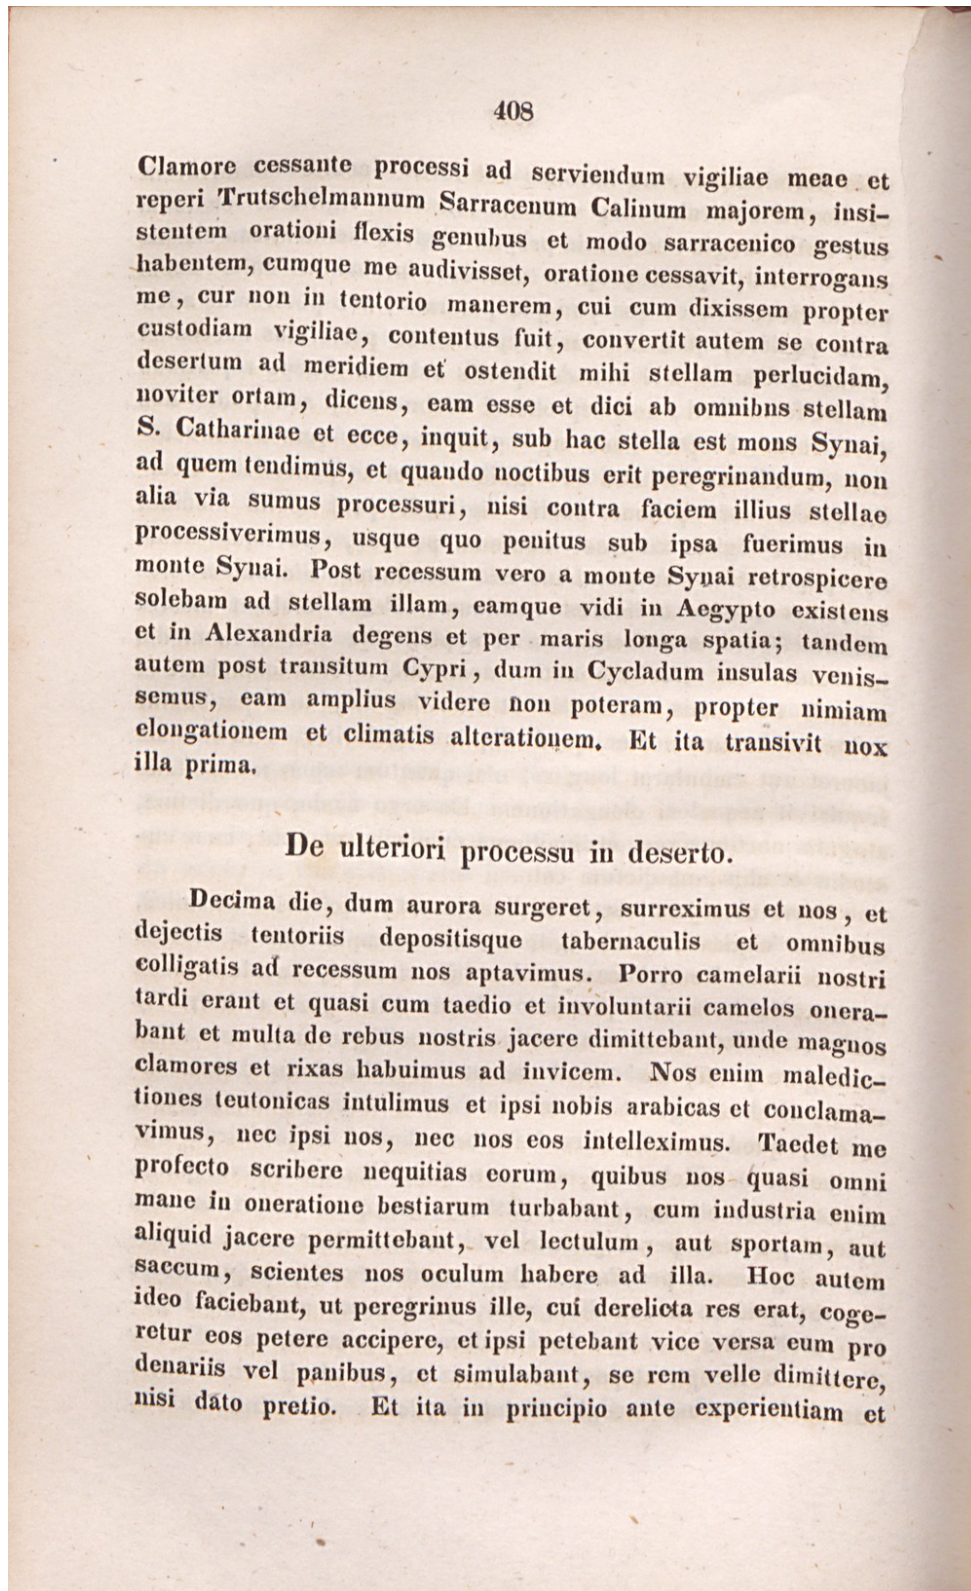 408
Clamore cessante processi ad serviendum vigiliae meae et
reperi Trutschelmannum Sarracenum Calinum majorem, insi-
stentem orationi flexis genubus et modo sarracenico gestus
habentem, cumque me audivisset, oratione cessavit, interrogans
me, cur non in tentorio manerem, cui cum dixissem propter
custodiam vigiliae, contentus fuit, convertit autem se contra
desertum ad meridiem et ostendit mihi stellam perlucidam,
noviter ortam, dicens, eam esse et dici ab omnibns stellam
S. Catharinae et ecce, inquit, sub hac stella est mons Synai,
ad quem tendimus, et quando noctibus erit peregrinandum, non
alia via sumus processuri, nisi contra faciem illius stellae
processiverimus, usque quo penitus sub ipsa fuerimus in
monte Synai. Post recessum vero a monte Synai retrospicere
solebam ad stellam illam, eamque vidi in Aegypto existens
et in Alexandria degens et per maris longa spatia; tandem
autem post transitum Cypri, dum in Cycladum insulas venis-
semus, eam amplius videre non poteram, propter nimiam
elongationem et climatis alterationem. Et ita transivit nox
illa prima.
De ulteriori processu in deserto.
Decima die, dum aurora surgeret, surreximus et nos, et
dejectis tentoriis depositisque tabernaculis et omnibus
colligatis ad recessum nos aptavimus. Porro camelarii nostri
tardi erant et quasi cum taedio et involuntarii camelos onera-
bant et multa de rebus nostris jacere dimittebant, unde magnos
clamores et rixas habuimus ad invicem. Nos enim maledic-
tiones teutonicas intulimus et ipsi nobis arabicas et conclama-
vimus, nec ipsi nos, nec nos eos intelleximus. Taedet me
profecto scribere nequitias eorum, quibus nos quasi omni
mane in oneratione bestiarum turbabant, cum industria enim
aliquid jacere permittebant, vel lectulum, aut sportam, aut
saccum, scientes nos oculum habere ad illa. Hoc autem
ideo faciebant, ut peregrinus ille, cui derelicta res erat, coge-
retur eos petere accipere, et ipsi petebant vice versa eum pro
denariis vel panibus, et simulabant, se rem velle dimittere,
nisi dato pretio. Et ita in principio ante experientiam et